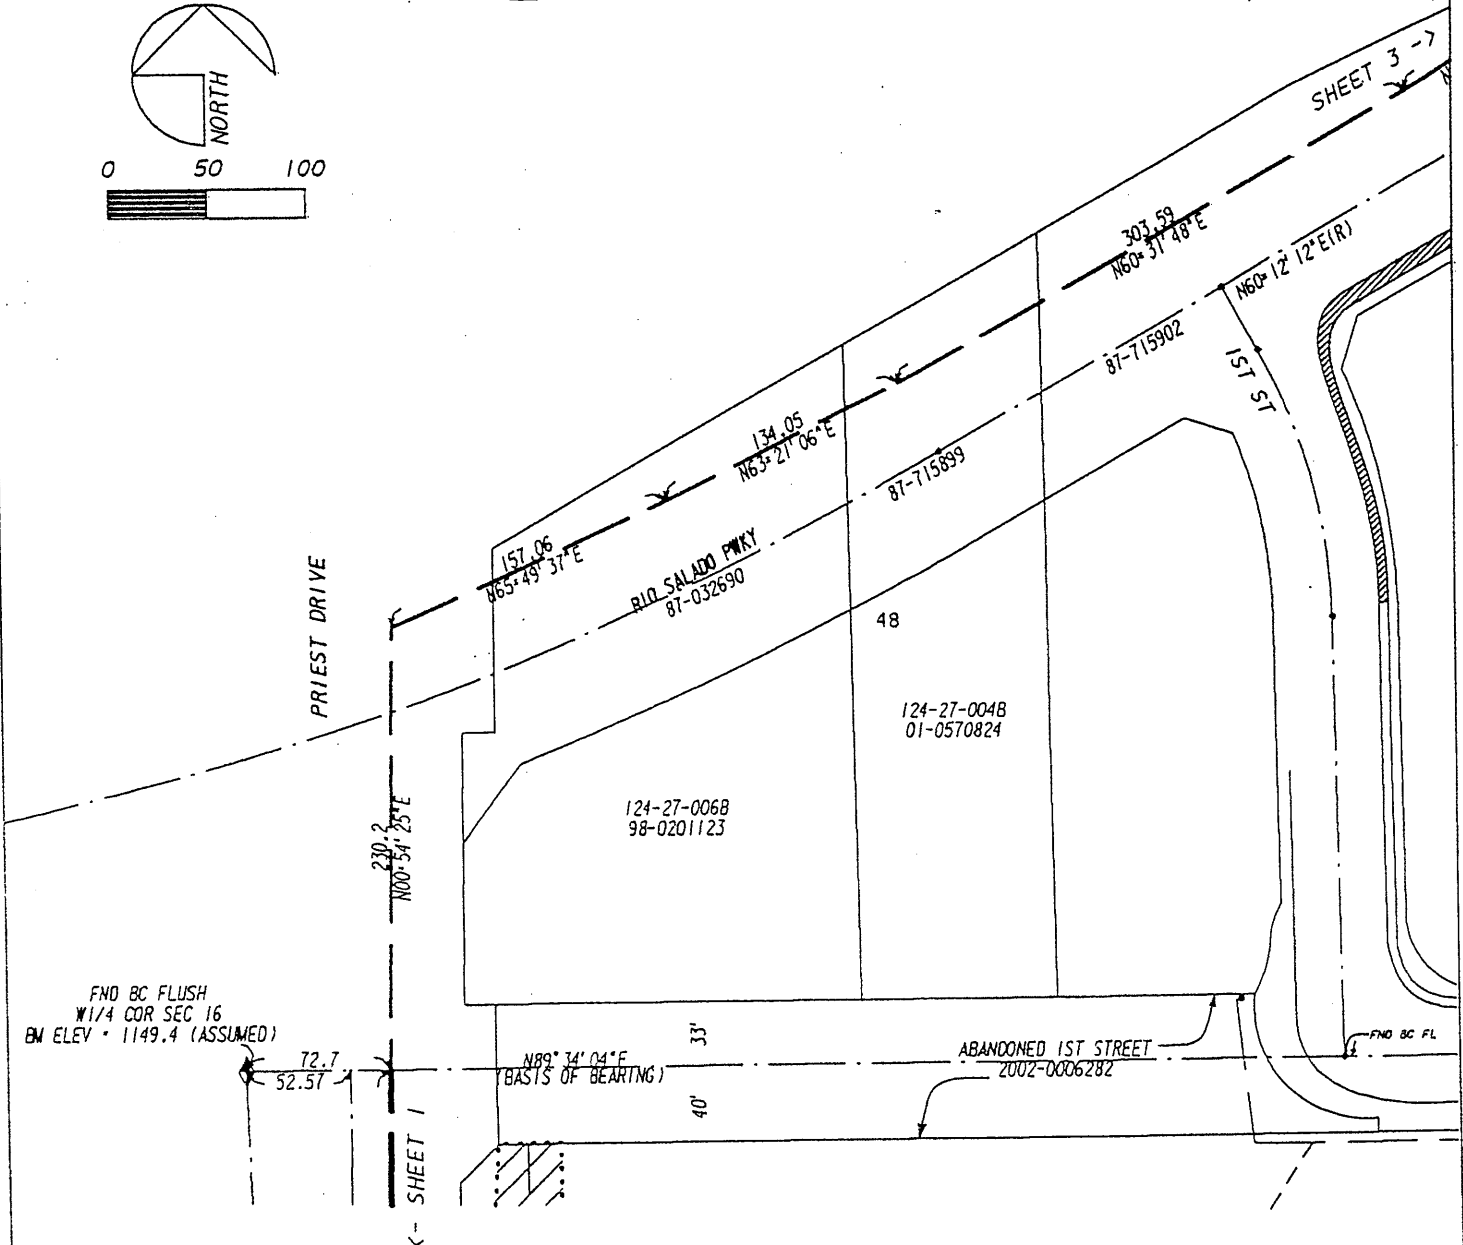 NORTH
0 50 100
SHEET 3 ->
303.59
N60°31'48"E
N60°12'12"E(R)
87-715902
1ST ST
134.05
N63°21'06"E
87-715899
157.06
N65°49'37"E
RIO SALADO PWKY
87-032690
PRIEST DRIVE
48
124-27-004B
01-0570824
124-27-006B
98-0201123
230.2
N00°54'25"E
FND BC FLUSH
W1/4 COR SEC 16
BM ELEV = 1149.4 (ASSUMED)
72.7
52.57
N89°34'04"E
(BASIS OF BEARING)
33'
40'
ABANDONED 1ST STREET
2002-0006282
FND BC FL
<- SHEET 1